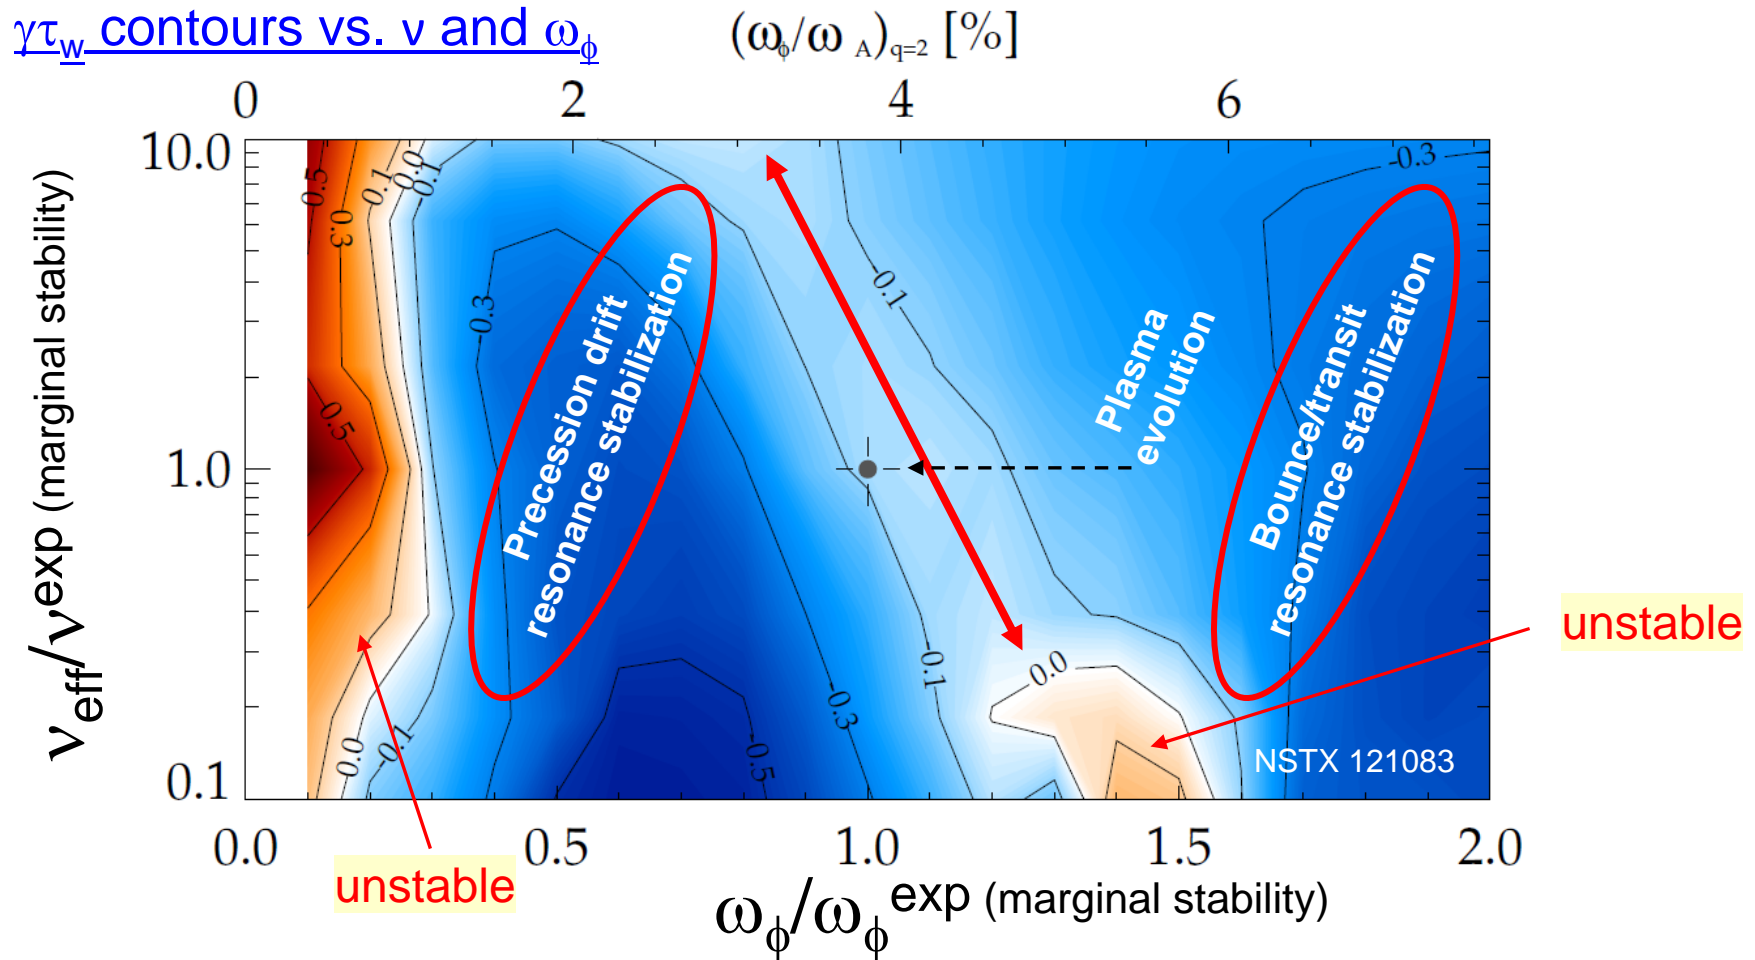 γτw contours vs. ν and ωϕ
(ωϕ/ω A)q=2 [%]
0 2 4 6
10.0
1.0
0.1
νeff/νexp (marginal stability)
0.5
0.3
0.1
0.0
-0.1
-0.3
-0.3
-0.1
0.5
-0.1
0.0
-0.3
-0.5
0.0
-0.1
Precession drift
resonance stabilization
Plasma
evolution
Bounce/transit
resonance stabilization
unstable
NSTX 121083
0.0 0.5 1.0 1.5 2.0
unstable
ωϕ/ωϕexp (marginal stability)